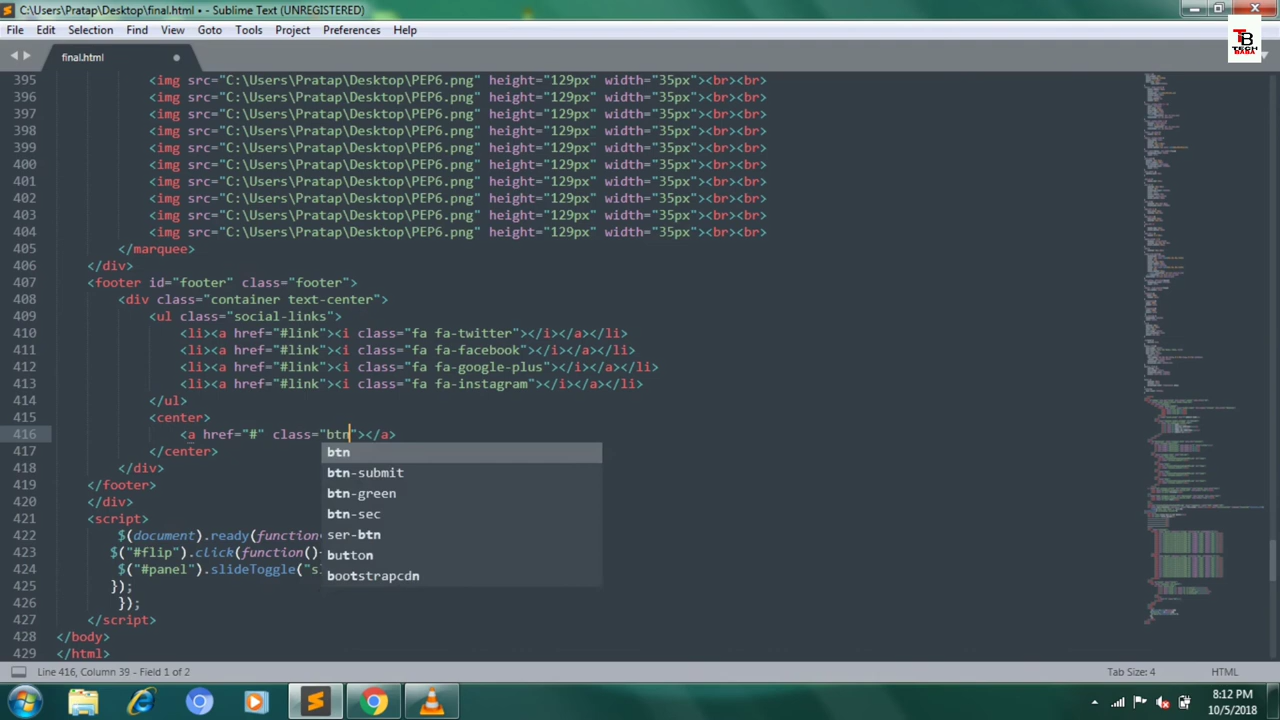 C:\Users\Pratap\Desktop\final.html • - Sublime Text (UNREGISTERED)
File Edit Selection Find View Goto Tools Project Preferences Help
TB
TECH
BABA
final.html
395 <img src="C:\Users\Pratap\Desktop\PEP6.png" height="129px" width="35px"><br><br>
396 <img src="C:\Users\Pratap\Desktop\PEP6.png" height="129px" width="35px"><br><br>
397 <img src="C:\Users\Pratap\Desktop\PEP6.png" height="129px" width="35px"><br><br>
398 <img src="C:\Users\Pratap\Desktop\PEP6.png" height="129px" width="35px"><br><br>
399 <img src="C:\Users\Pratap\Desktop\PEP6.png" height="129px" width="35px"><br><br>
400 <img src="C:\Users\Pratap\Desktop\PEP6.png" height="129px" width="35px"><br><br>
401 <img src="C:\Users\Pratap\Desktop\PEP6.png" height="129px" width="35px"><br><br>
402 <img src="C:\Users\Pratap\Desktop\PEP6.png" height="129px" width="35px"><br><br>
403 <img src="C:\Users\Pratap\Desktop\PEP6.png" height="129px" width="35px"><br><br>
404 <img src="C:\Users\Pratap\Desktop\PEP6.png" height="129px" width="35px"><br><br>
405 </marquee>
406 </div>
407 <footer id="footer" class="footer">
408 <div class="container text-center">
409 <ul class="social-links">
410 <li><a href="#link"><i class="fa fa-twitter"></i></a></li>
411 <li><a href="#link"><i class="fa fa-facebook"></i></a></li>
412 <li><a href="#link"><i class="fa fa-google-plus"></i></a></li>
413 <li><a href="#link"><i class="fa fa-instagram"></i></a></li>
414 </ul>
415 <center>
416 <a href="#" class="btn"></a>
417 </center>
btn
btn-submit
btn-green
btn-sec
ser-btn
button
bootstrapcdn
418 </div>
419 </footer>
420 </div>
421 <script>
422 $(document).ready(function
423 $("#flip").click(function()
424 $("#panel").slideToggle("s
425 });
426 });
427 </script>
428 </body>
429 </html>
Line 416, Column 39 - Field 1 of 2
Tab Size: 4
HTML
8:12 PM
10/5/2018